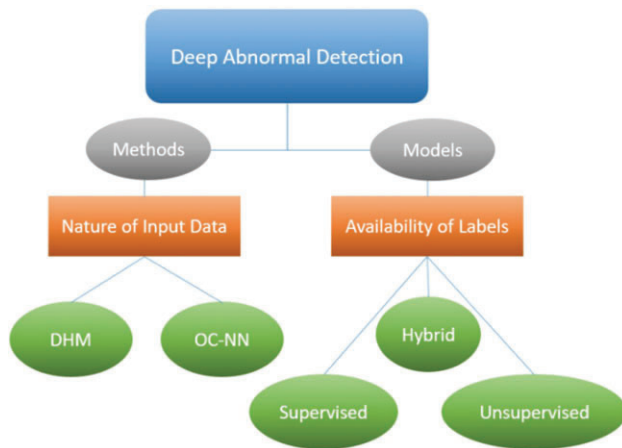 Deep Abnormal Detection
Methods
Models
Nature of Input Data
Availability of Labels
DHM
OC-NN
Hybrid
Supervised
Unsupervised